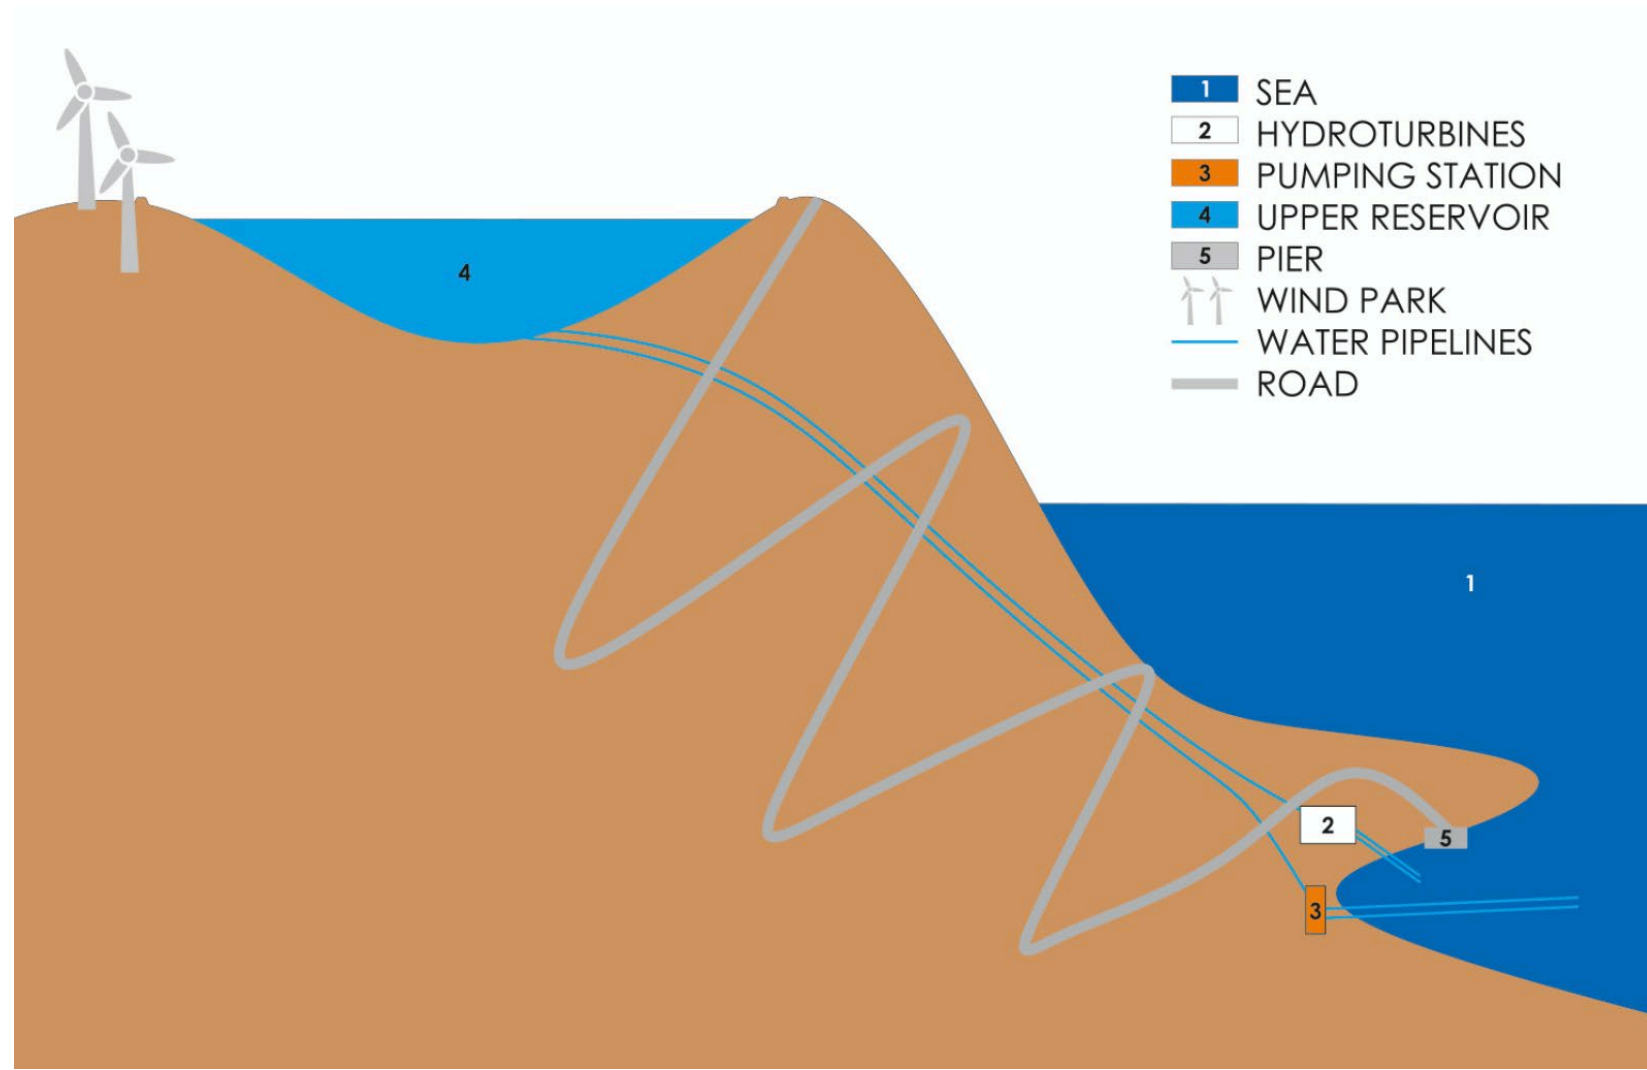 1 SEA
2 HYDROTURBINES
3 PUMPING STATION
4 UPPER RESERVOIR
5 PIER
WIND PARK
WATER PIPELINES
ROAD
4
1
2
5
3